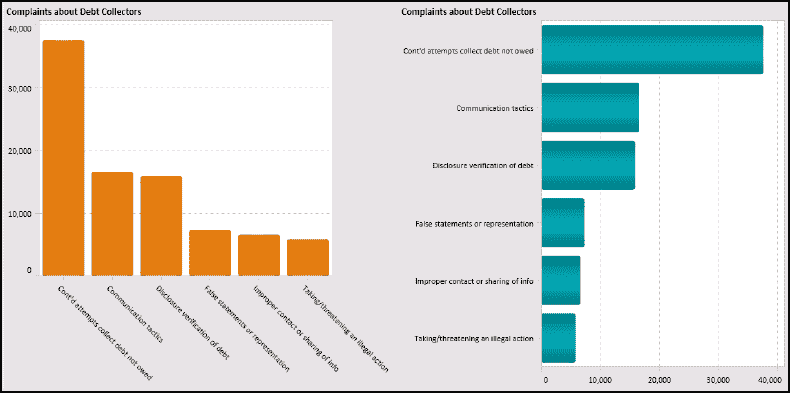 Complaints about Debt Collectors
40,000
30,000
20,000
10,000
0
Cont'd attempts collect debt not owed
Communication tactics
Disclosure verification of debt
False statements or representation
Improper contact or sharing of info
Taking/threatening an illegal action
Complaints about Debt Collectors
Cont'd attempts collect debt not owed
Communication tactics
Disclosure verification of debt
False statements or representation
Improper contact or sharing of info
Taking/threatening an illegal action
0 10,000 20,000 30,000 40,000